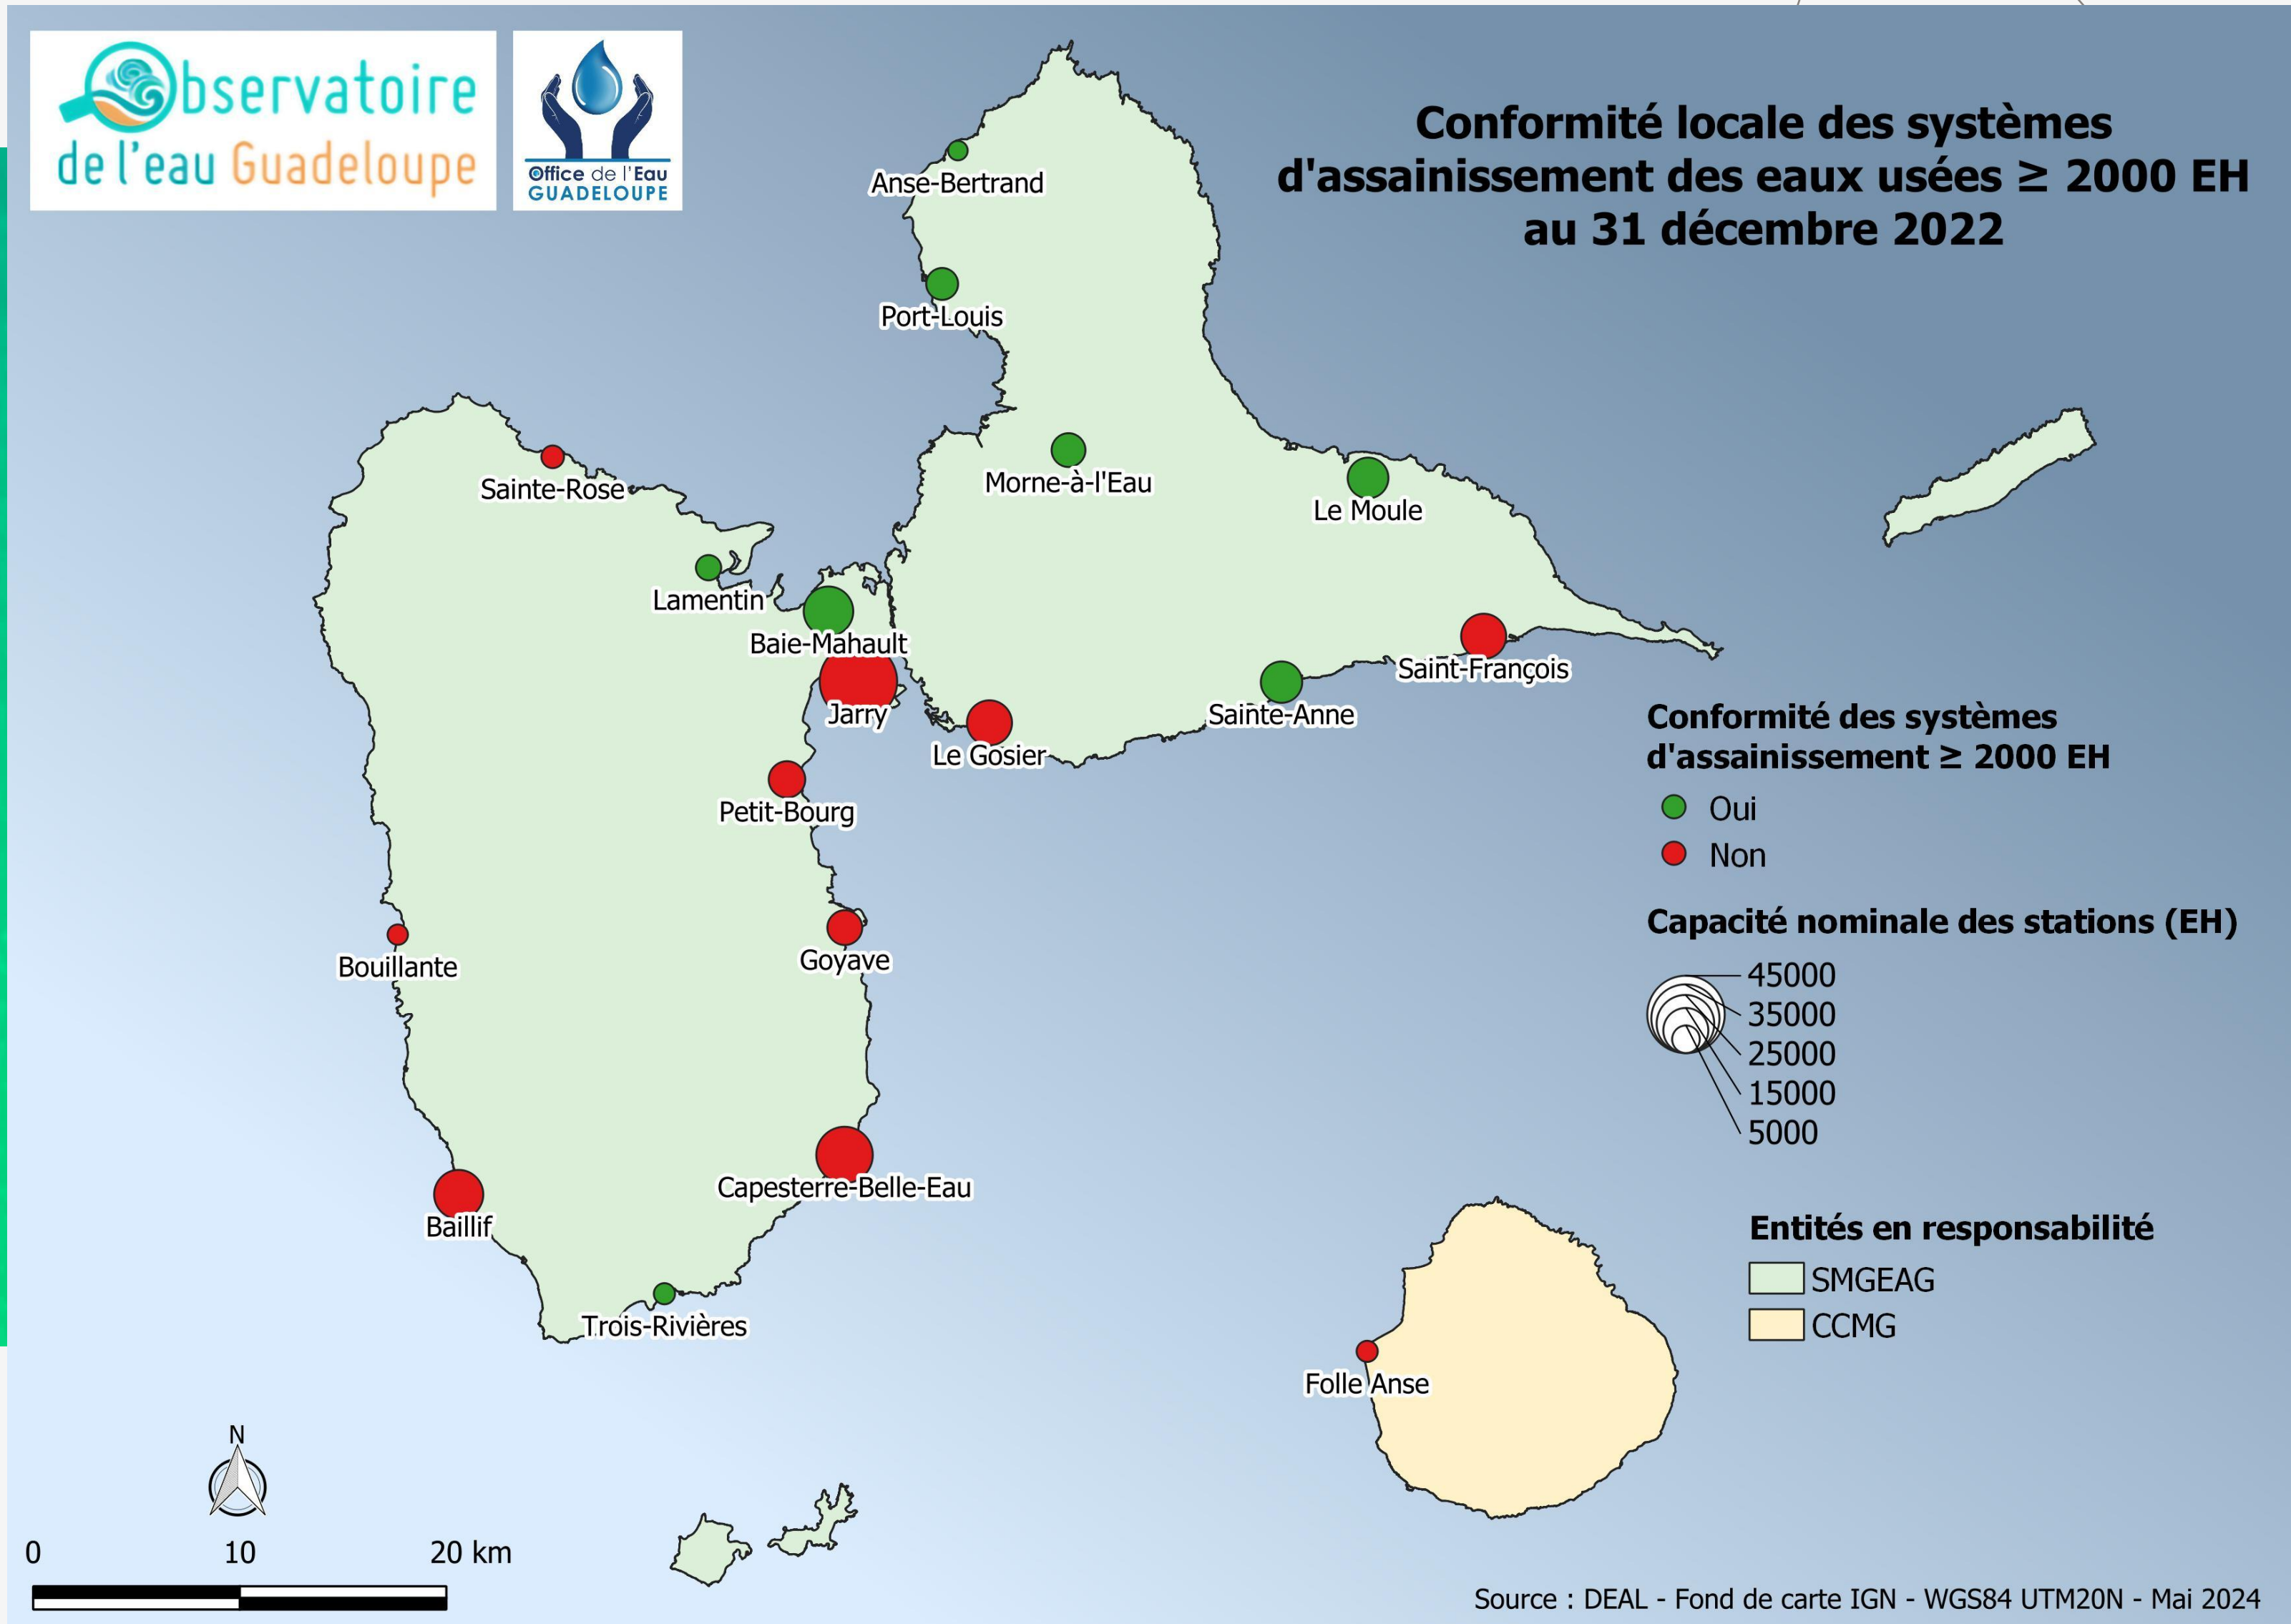 Observatoire
de l'eau Guadeloupe
Office de l'Eau
GUADELOUPE
Conformité locale des systèmes
d'assainissement des eaux usées ≥ 2000 EH
au 31 décembre 2022
Anse-Bertrand
Port-Louis
Morne-à-l'Eau
Le Moule
Sainte-Rose
Lamentin
Baie-Mahault
Jarry
Saint-François
Sainte-Anne
Le Gosier
Petit-Bourg
Goyave
Bouillante
Capesterre-Belle-Eau
Baillif
Trois-Rivières
Folle Anse
Conformité des systèmes
d'assainissement ≥ 2000 EH
Oui
Non
Capacité nominale des stations (EH)
45000
35000
25000
15000
5000
Entités en responsabilité
SMGEAG
CCMG
N
0 10 20 km
Source : DEAL - Fond de carte IGN - WGS84 UTM20N - Mai 2024